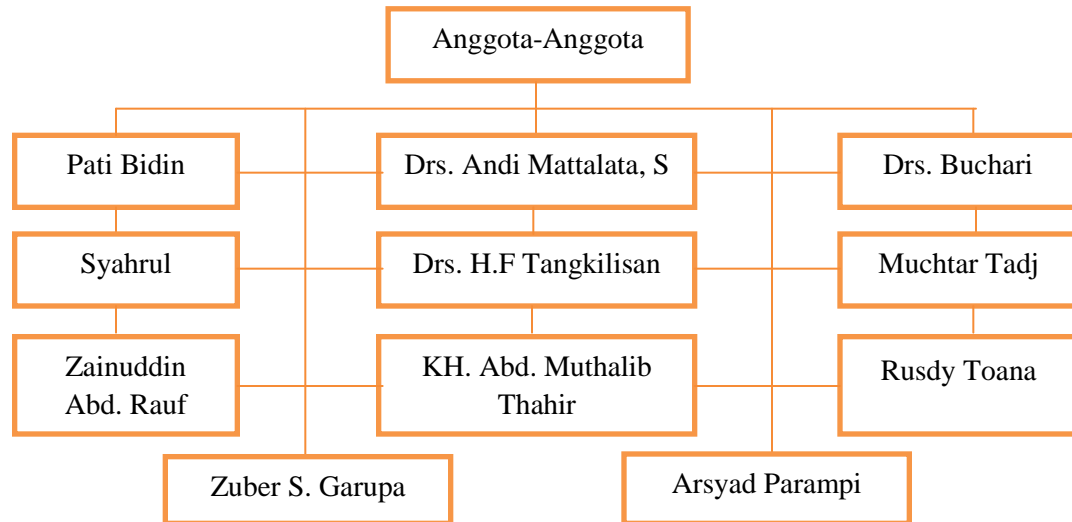 Anggota-Anggota
Pati Bidin
Drs. Andi Mattalata, S
Drs. Buchari
Syahrul
Drs. H.F Tangkilisan
Muchtar Tadj
Zainuddin
Abd. Rauf
KH. Abd. Muthalib
Thahir
Rusdy Toana
Zuber S. Garupa
Arsyad Parampi